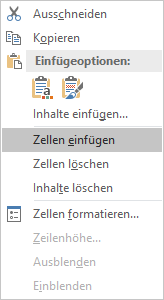 Ausschneiden
Kopieren
Einfügeoptionen:
Inhalte einfügen...
Zellen einfügen
Zellen löschen
Inhalte löschen
Zellen formatieren...
Zeilenhöhe...
Ausblenden
Einblenden